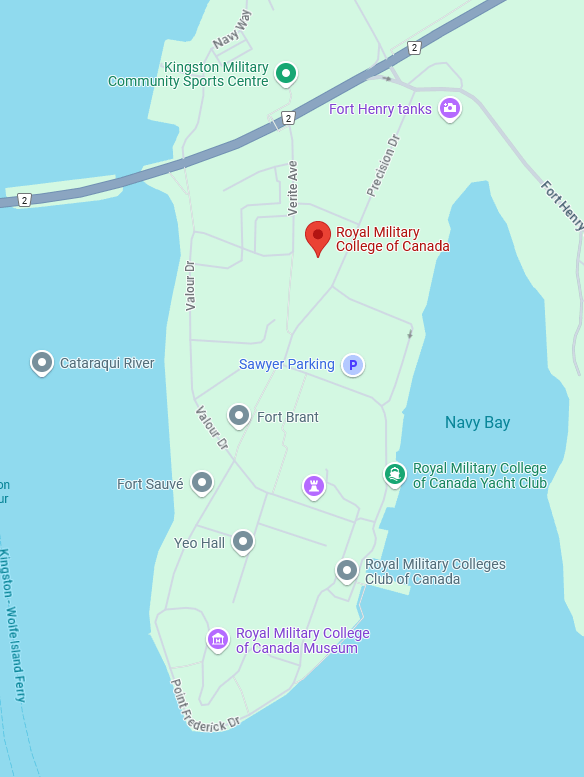 Navy Way
2
Kingston Military
Community Sports Centre
Fort Henry tanks
2
Precision Dr
Verite Ave
Fort Henry
2
Royal Military
College of Canada
Valour Dr
Cataraqui River
Sawyer Parking
P
Fort Brant
Navy Bay
Valour Dr
Royal Military College
of Canada Yacht Club
Fort Sauvé
on
ur
Yeo Hall
Royal Military Colleges
Club of Canada
Kingston - Wolfe Island Ferry
Royal Military College
of Canada Museum
Point Frederick Dr